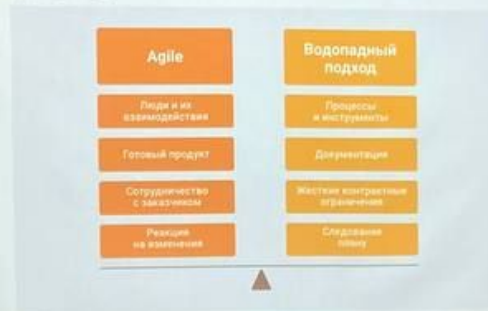 Agile
Водопадный
подход
Люди и их
взаимодействия
Процессы
и инструменты
Готовый продукт
Документация
Сотрудничество
с заказчиком
Жесткие контрактные
ограничения
Реакция
на изменения
Следование
плану